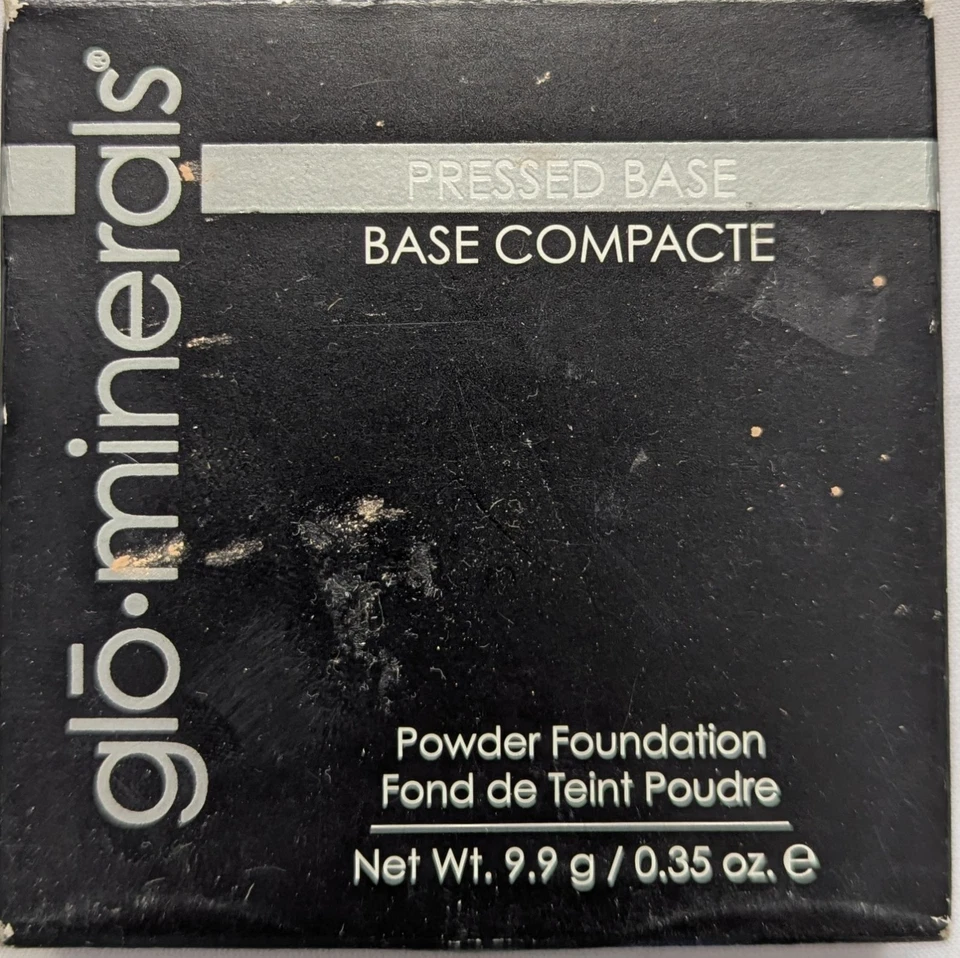 glō·minerals®
PRESSED BASE
BASE COMPACTE
Powder Foundation
Fond de Teint Poudre
Net Wt. 9.9 g / 0.35 oz. ℮